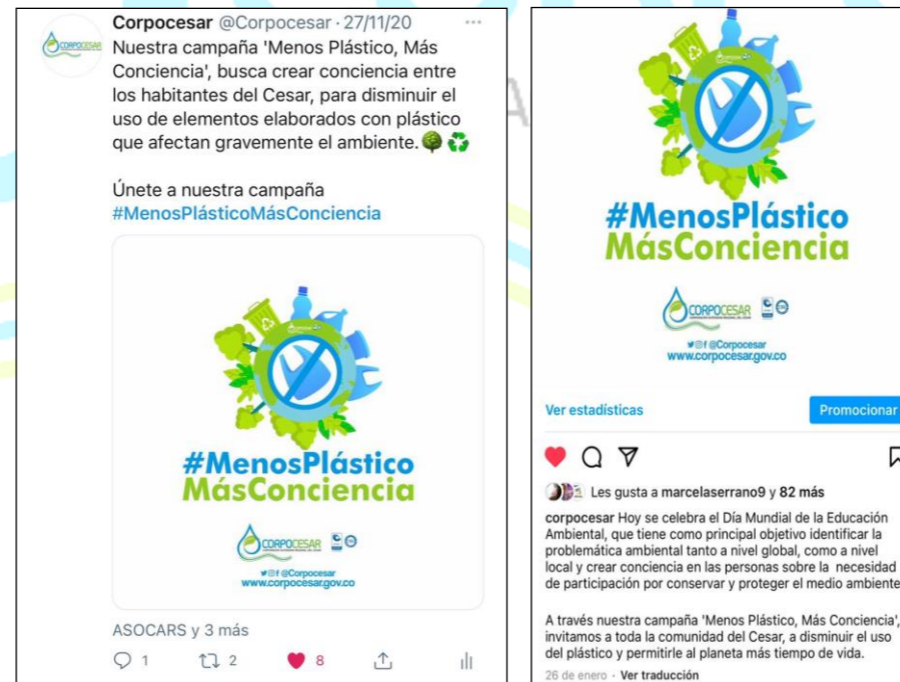 Corpocesar @Corpocesar · 27/11/20
Nuestra campaña 'Menos Plástico, Más
Conciencia', busca crear conciencia entre
los habitantes del Cesar, para disminuir el
uso de elementos elaborados con plástico
que afectan gravemente el ambiente.
Únete a nuestra campaña
#MenosPlásticoMásConciencia
#MenosPlástico
MásConciencia
CORPOCESAR
@Corpocesar
www.corpocesar.gov.co
ASOCARS y 3 más
1 2 8
#MenosPlástico
MásConciencia
CORPOCESAR
@Corpocesar
www.corpocesar.gov.co
Ver estadísticas
Promocionar
Les gusta a marcelaserrano9 y 82 más
corpocesar Hoy se celebra el Día Mundial de la Educación
Ambiental, que tiene como principal objetivo identificar la
problemática ambiental tanto a nivel global, como a nivel
local y crear conciencia en las personas sobre la necesidad
de participación por conservar y proteger el medio ambiente
A través nuestra campaña 'Menos Plástico, Más Conciencia',
invitamos a toda la comunidad del Cesar, a disminuir el uso
del plástico y permitirle al planeta más tiempo de vida.
26 de enero · Ver traducción